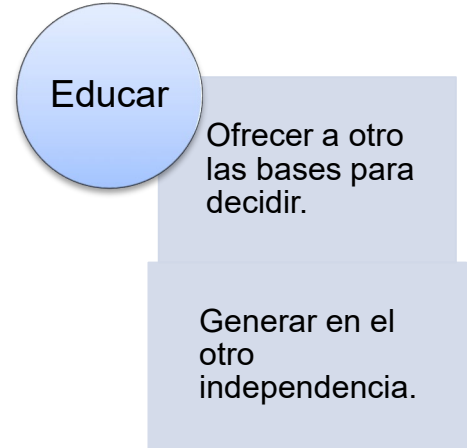 Educar
Ofrecer a otro
las bases para
decidir.
Generar en el
otro
independencia.